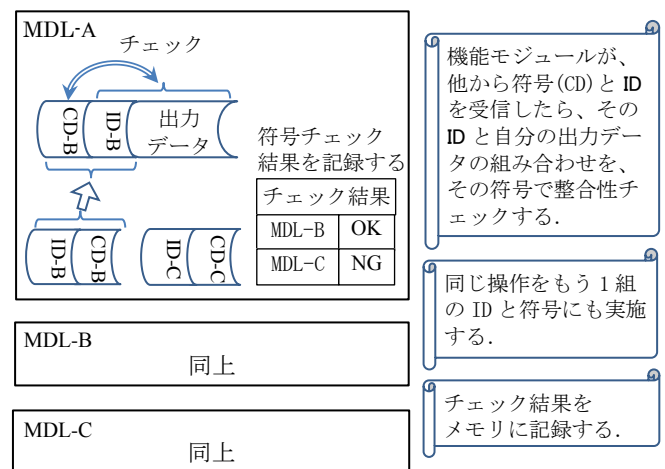 MDL-A
チェック
CD-B
ID-B
出力
データ
符号チェック
結果を記録する
チェック結果
MDL-B OK
MDL-C NG
ID-B
CD-B
ID-C
CD-C
MDL-B
同上
MDL-C
同上
機能モジュールが、
他から符号(CD)と ID
を受信したら、その
ID と自分の出力デー
タの組み合わせを、
その符号で整合性チ
ェックする.
同じ操作をもう 1 組
の ID と符号にも実施
する.
チェック結果を
メモリに記録する.